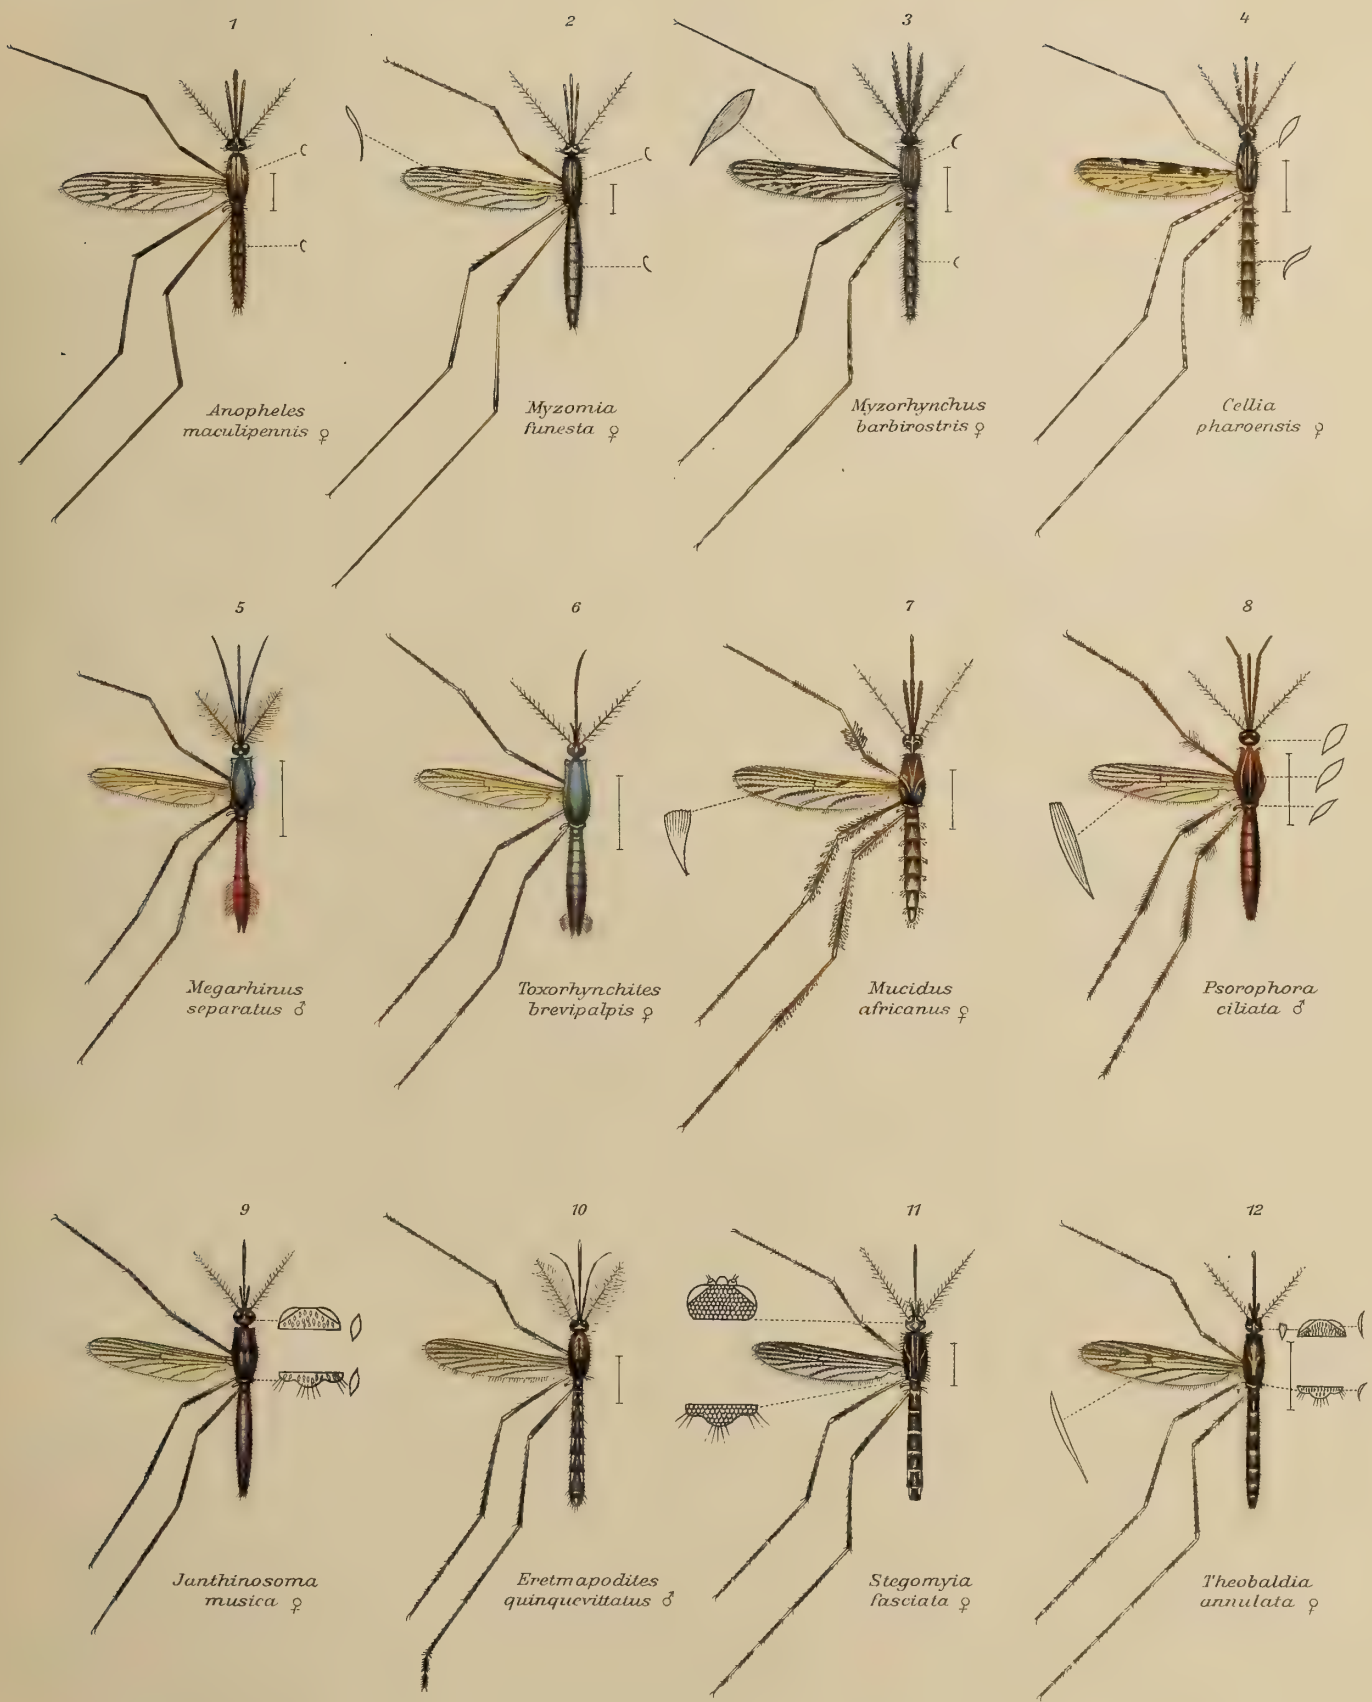 1 2 3 4
Anopheles
maculipennis ♀
Myzomia
funesta ♀
Myzorhynchus
barbirostris ♀
Cellia
pharoensis ♀
5 6 7 8
Megarhinus
separatus ♂
Toxorhynchites
brevipalpis ♀
Mucidus
africanus ♀
Psorophora
ciliata ♂
9 10 11 12
Janthinosoma
musica ♀
Eretmapodites
quinquevittatus ♂
Stegomyia
fasciata ♀
Theobaldia
annulata ♀